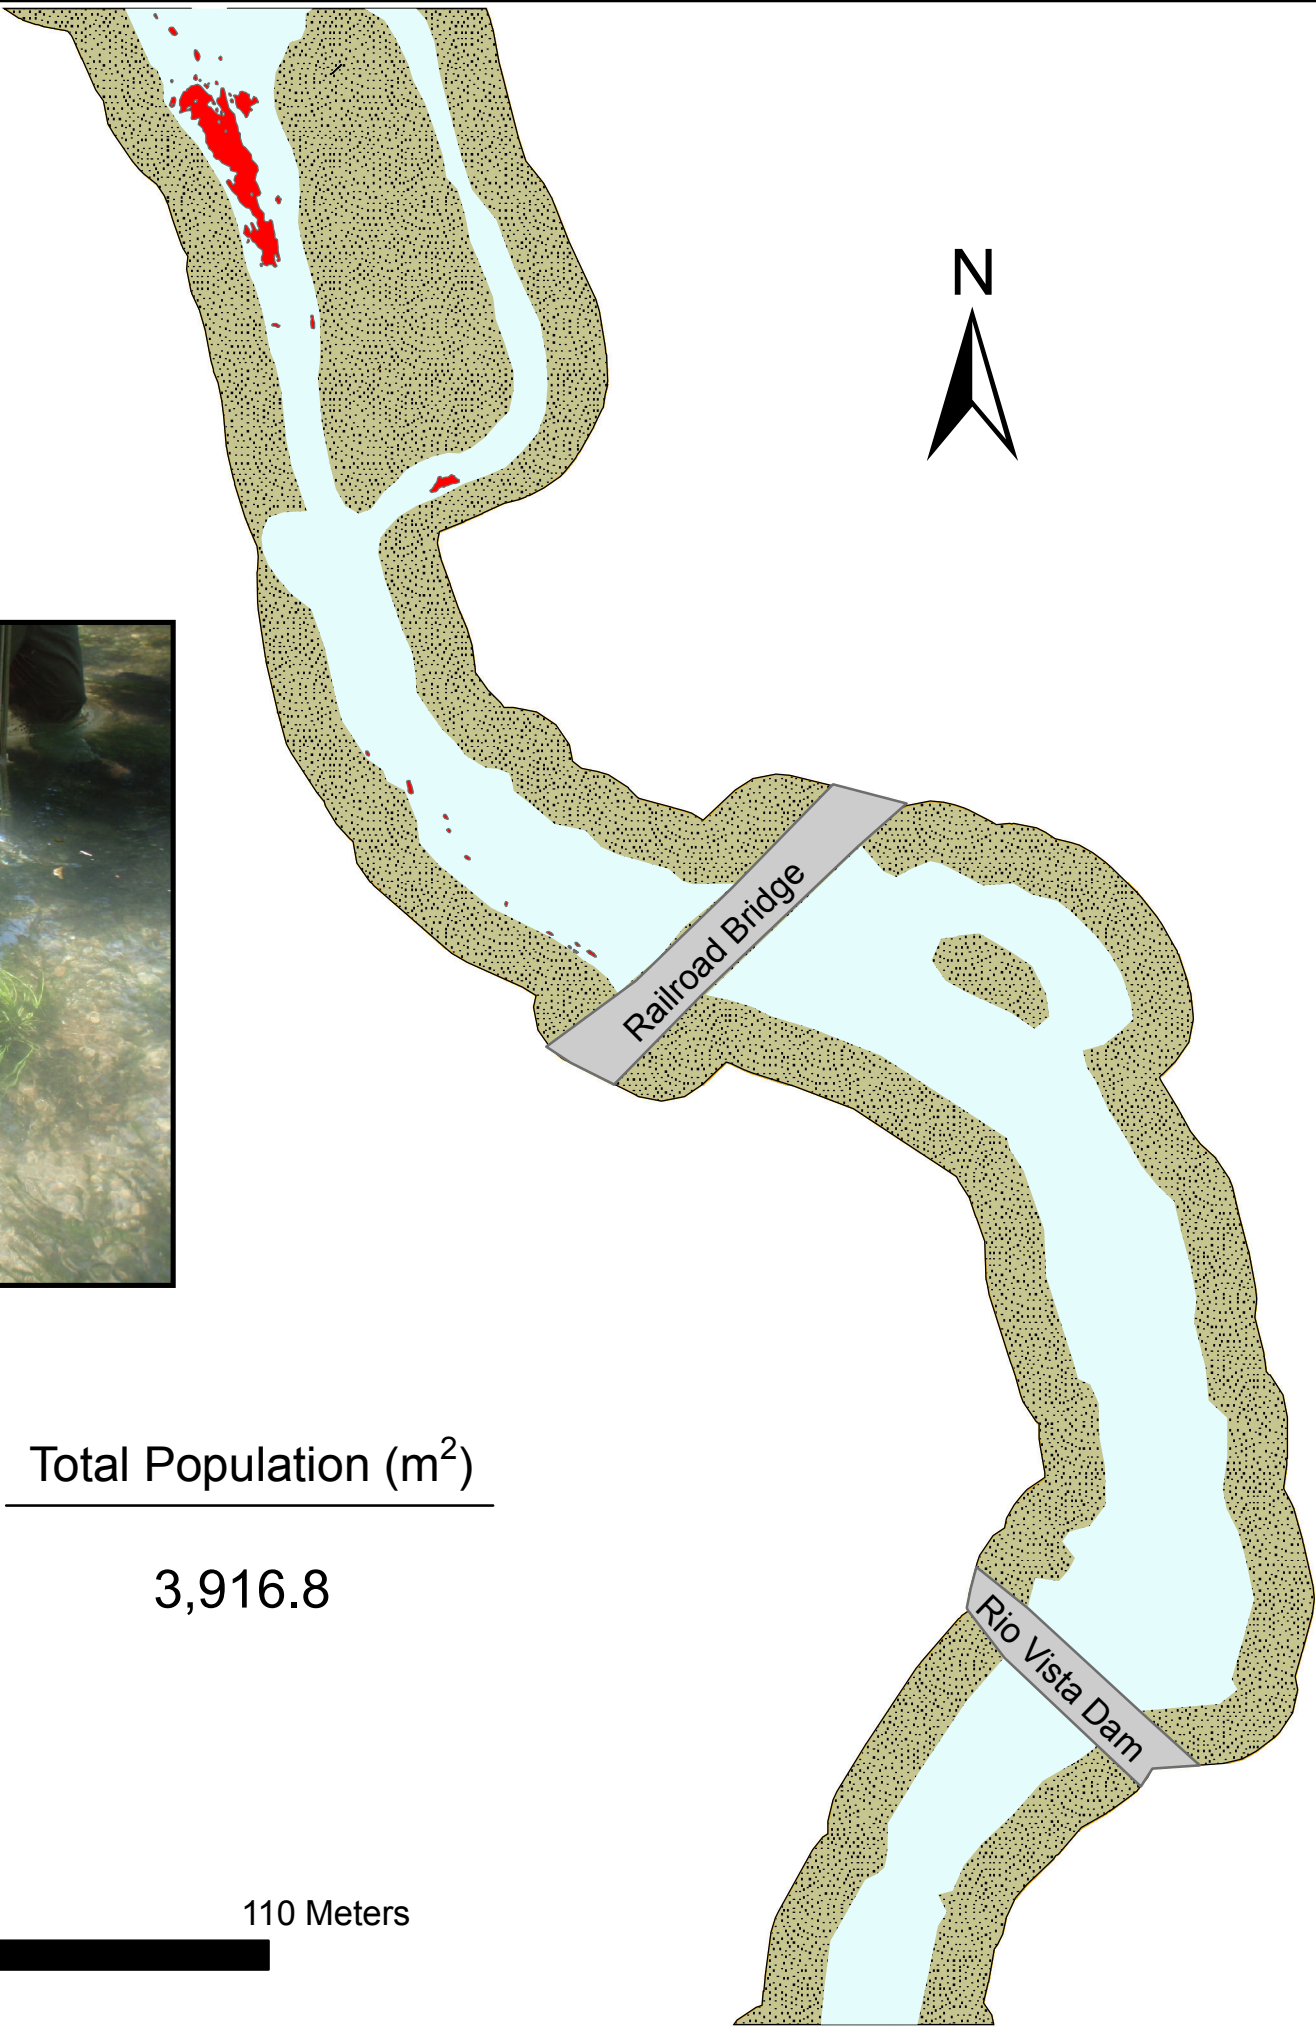 N
Railroad Bridge
Total Population (m²)
3,916.8
Rio Vista Dam
110 Meters